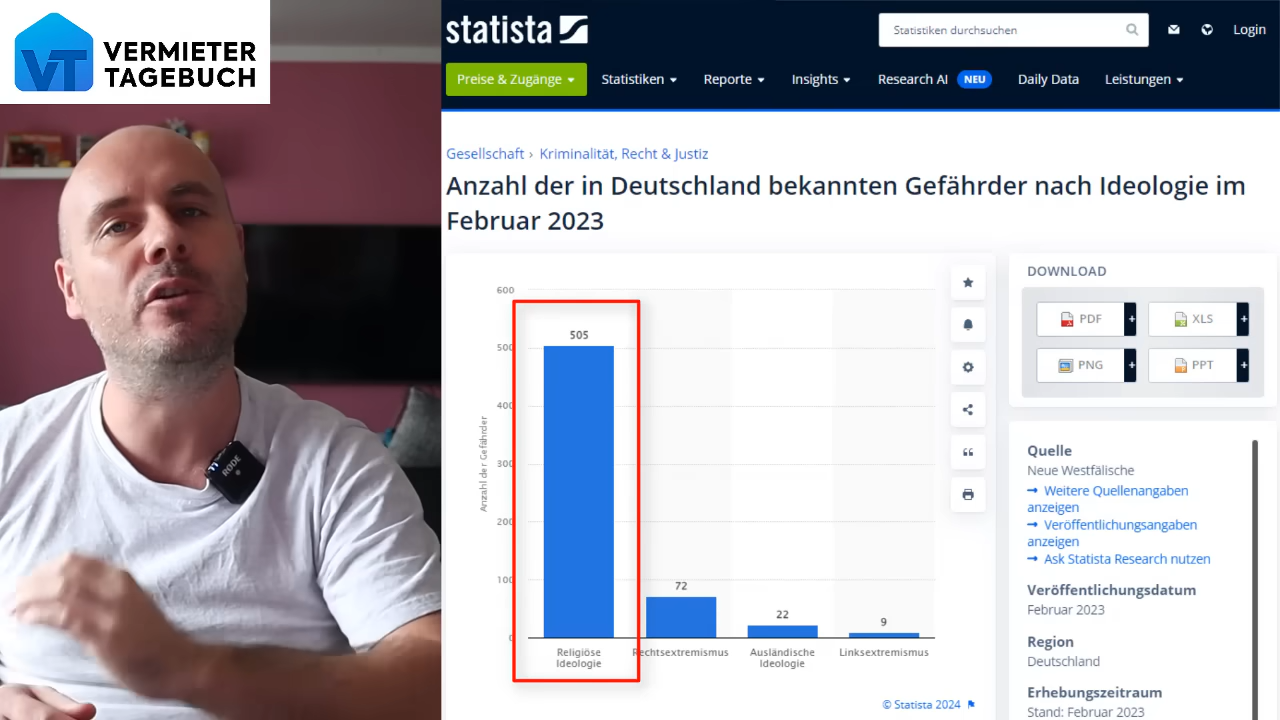 VT VERMIETER
TAGEBUCH
RODE
statista
Statistiken durchsuchen
Login
Preise & Zugänge
Statistiken
Reporte
Insights
Research AI NEU
Daily Data
Leistungen
Gesellschaft › Kriminalität, Recht & Justiz
Anzahl der in Deutschland bekannten Gefährder nach Ideologie im
Februar 2023
Anzahl der Gefährder
600
500
400
300
200
100
0
505
72
22
9
Religiöse
Ideologie
Rechtsextremismus
Ausländische
Ideologie
Linksextremismus
© Statista 2024
DOWNLOAD
PDF +
XLS +
PNG +
PPT +
Quelle
Neue Westfälische
→ Weitere Quellenangaben
anzeigen
→ Veröffentlichungsangaben
anzeigen
→ Ask Statista Research nutzen
Veröffentlichungsdatum
Februar 2023
Region
Deutschland
Erhebungszeitraum
Stand: Februar 2023